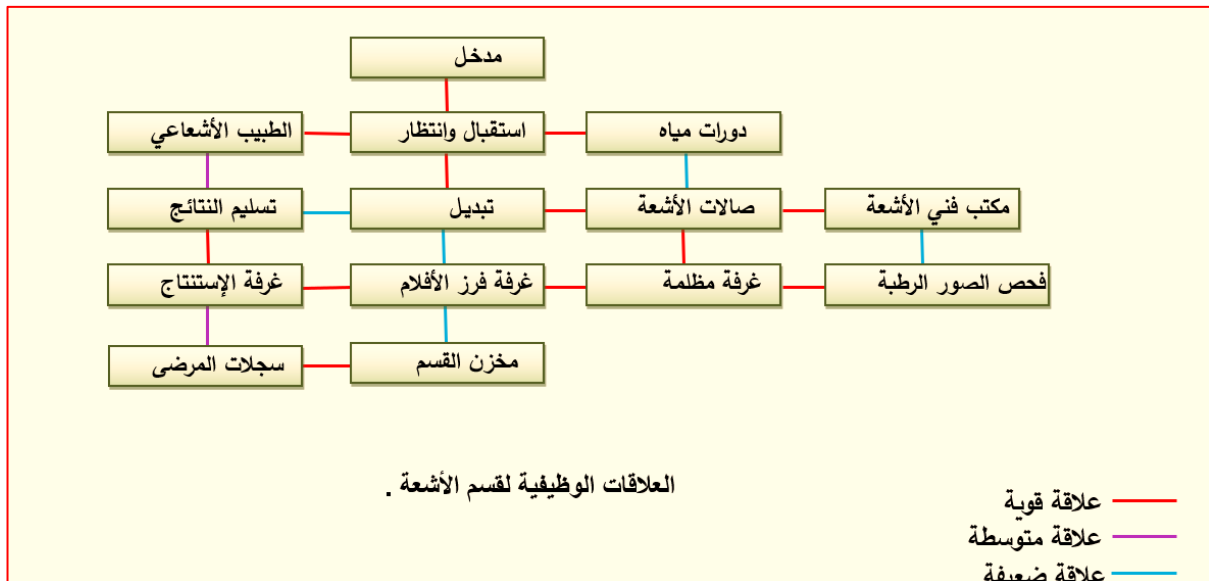 مدخل
الطبيب الأشعاعي
استقبال وانتظار
دورات مياه
تسليم النتائج
تبديل
صالات الأشعة
مكتب فني الأشعة
غرفة الإستنتاج
غرفة فرز الأفلام
غرفة مظلمة
فحص الصور الرطبة
سجلات المرضى
مخزن القسم
العلاقات الوظيفية لقسم الأشعة .
علاقة قوية
علاقة متوسطة
علاقة ضعيفة